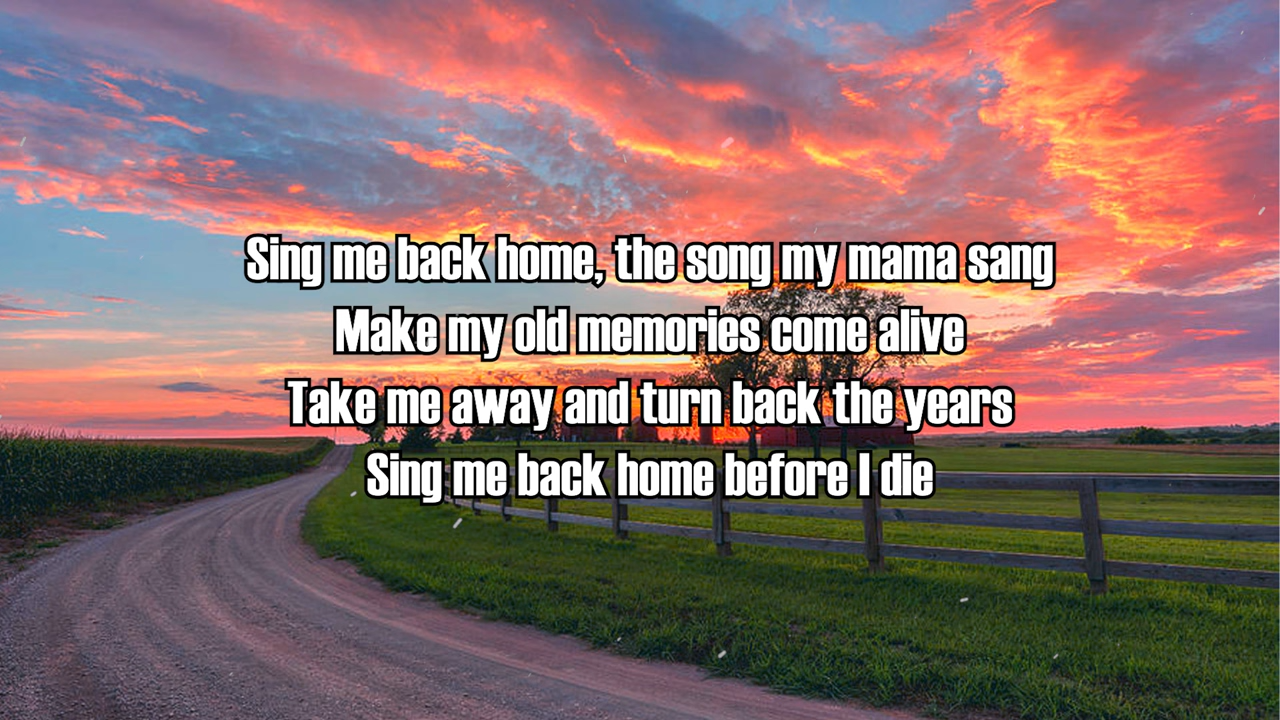 Sing me back home, the song my mama sang
Make my old memories come alive
Take me away and turn back the years
Sing me back home before I die